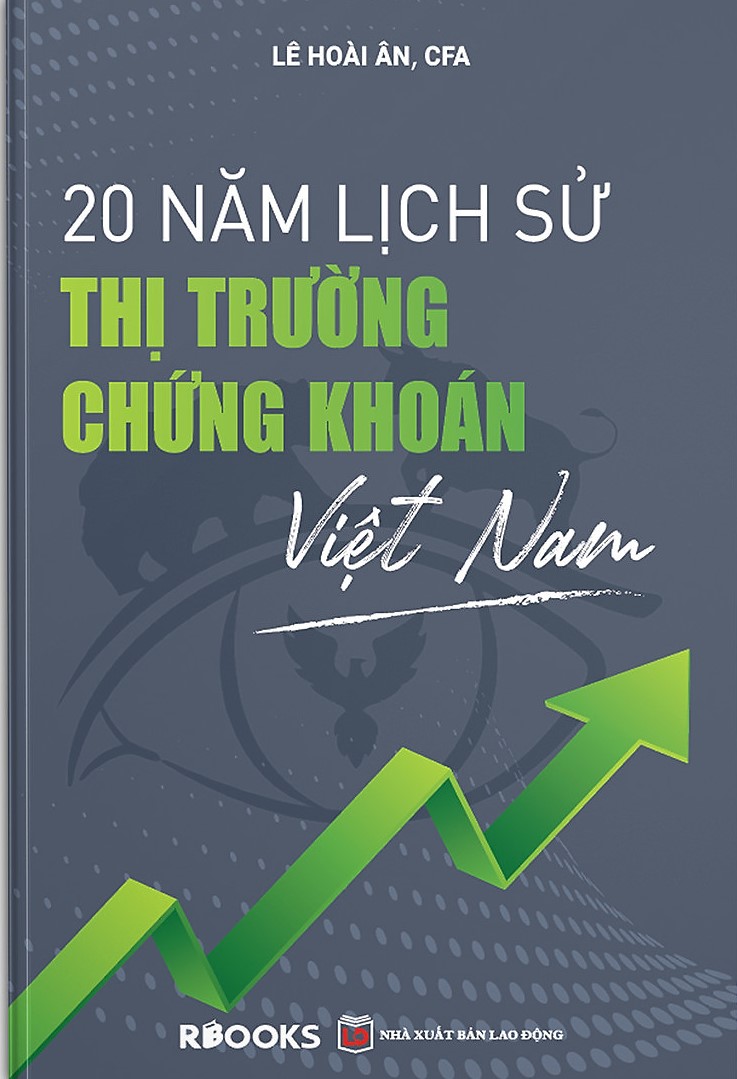 LÊ HOÀI ÂN, CFA
20 NĂM LỊCH SỬ
THỊ TRƯỜNG
CHỨNG KHOÁN
Việt Nam
RBOOKS LĐ NHÀ XUẤT BẢN LAO ĐỘNG